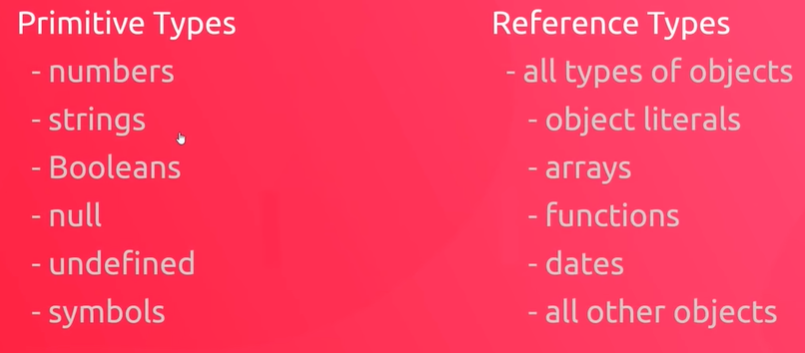 Primitive Types
- numbers
- strings
- Booleans
- null
- undefined
- symbols
Reference Types
- all types of objects
- object literals
- arrays
- functions
- dates
- all other objects